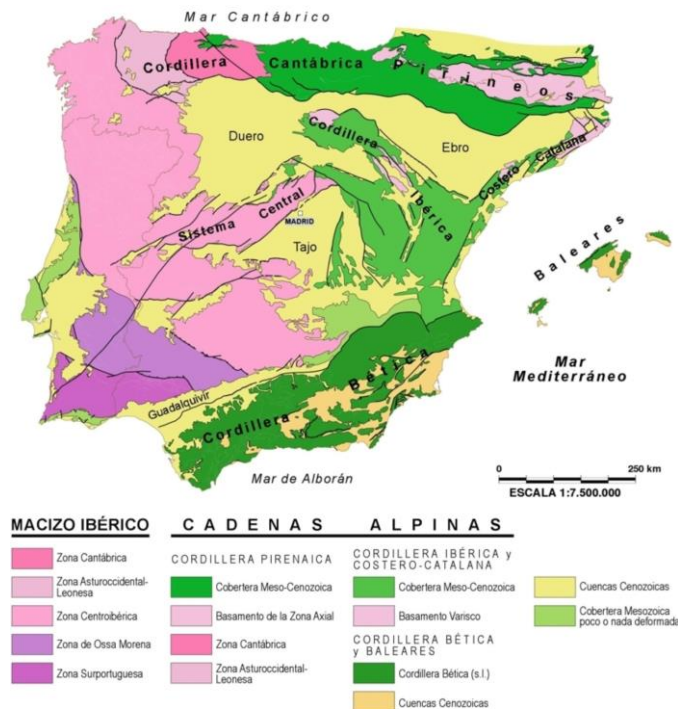 Mar Cantábrico
Cordillera
Cantábrica
Pirineos
Duero
Cordillera
Ibérica
Ebro
Costero
Catalana
Sistema
Central
MADRID
Tajo
Baleares
Mar
Mediterráneo
Guadalquivir
Cordillera
Bética
Mar de Alborán
0 250 km
ESCALA 1:7.500.000
MACIZO IBÉRICO
Zona Cantábrica
Zona Asturoccidental-
Leonesa
Zona Centroibérica
Zona de Ossa Morena
Zona Surportuguesa
CADENAS ALPINAS
CORDILLERA PIRENAICA
Cobertera Meso-Cenozoica
Basamento de la Zona Axial
Zona Cantábrica
Zona Asturoccidental-
Leonesa
CORDILLERA IBÉRICA y
COSTERO-CATALANA
Cobertera Meso-Cenozoica
Basamento Varisco
CORDILLERA BÉTICA
y BALEARES
Cordillera Bética (s.l.)
Cuencas Cenozoicas
Cuencas Cenozoicas
Cobertera Mesozoica
poco o nada deformada